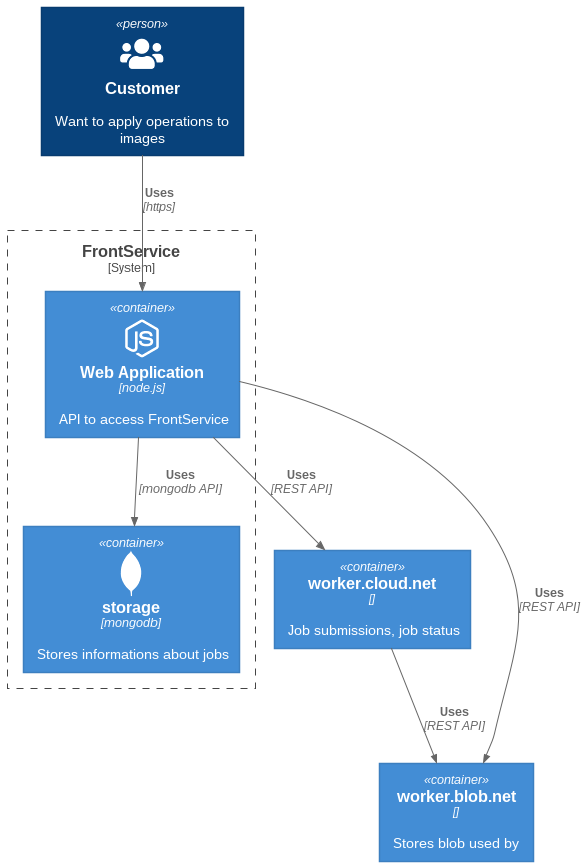 «person»
Customer
Want to apply operations to
images
Uses
[https]
FrontService
[System]
«container»
JS
Web Application
[node.js]
API to access FrontService
Uses
[mongodb API]
Uses
[REST API]
«container»
storage
[mongodb]
Stores informations about jobs
«container»
worker.cloud.net
[]
Job submissions, job status
Uses
[REST API]
Uses
[REST API]
«container»
worker.blob.net
[]
Stores blob used by